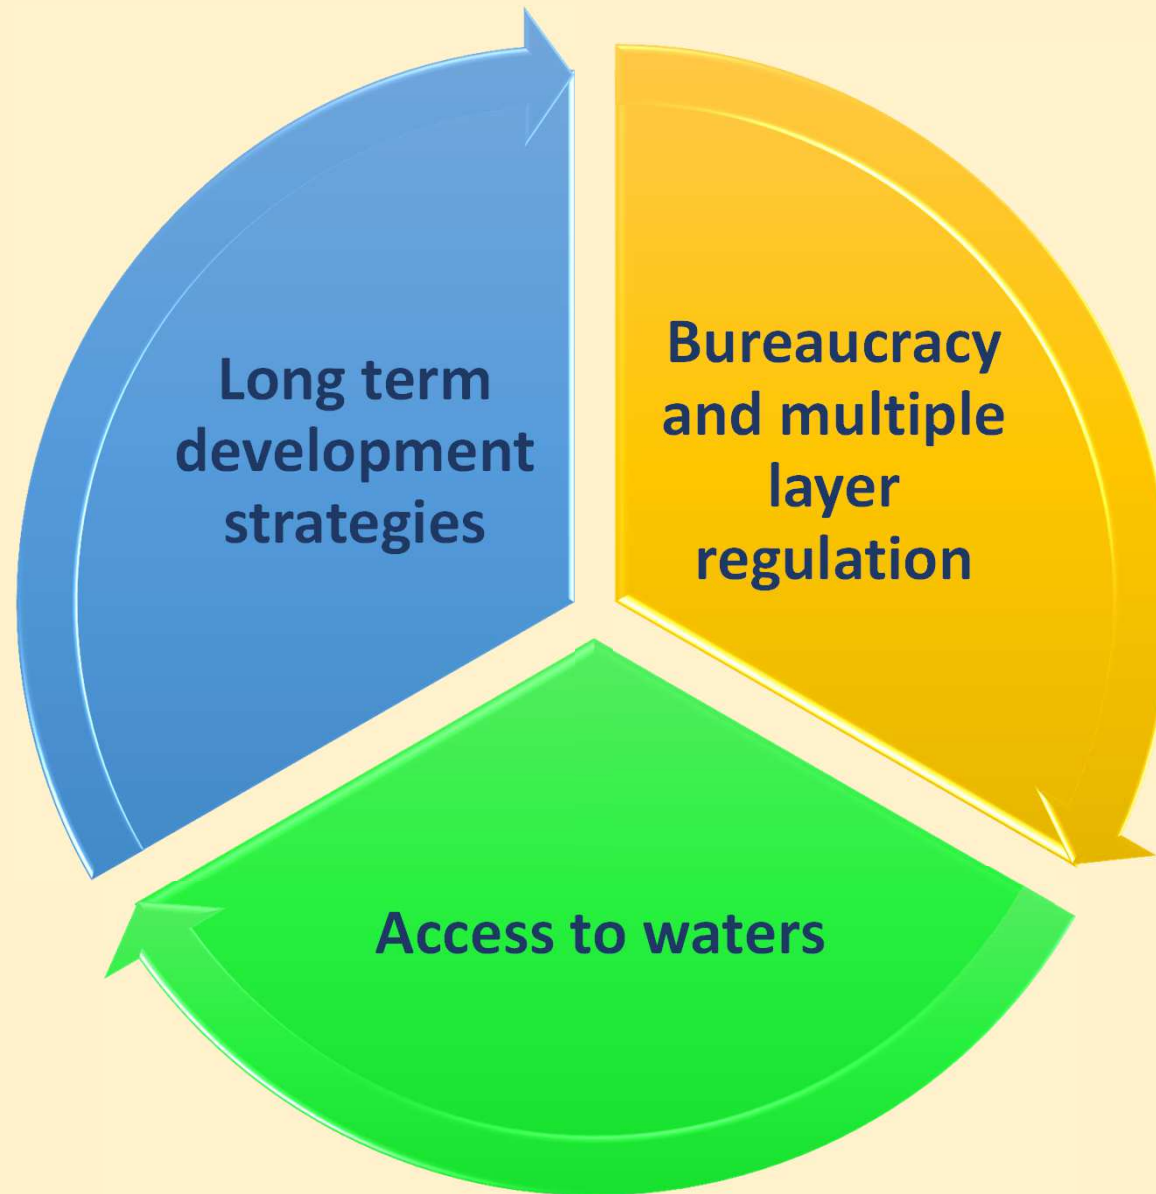 Long term
development
strategies
Bureaucracy
and multiple
layer
regulation
Access to waters